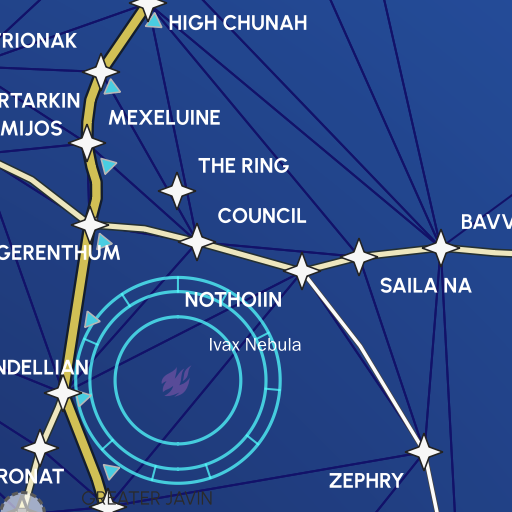 HIGH CHUNAH
TRIONAK
RTARKIN
MIJOS
MEXELUINE
THE RING
COUNCIL
BAVV
GERENTHUM
SAILA NA
NOTHOIIN
Ivax Nebula
NDELLIAN
RONAT
ZEPHRY
GREATER JAVIN